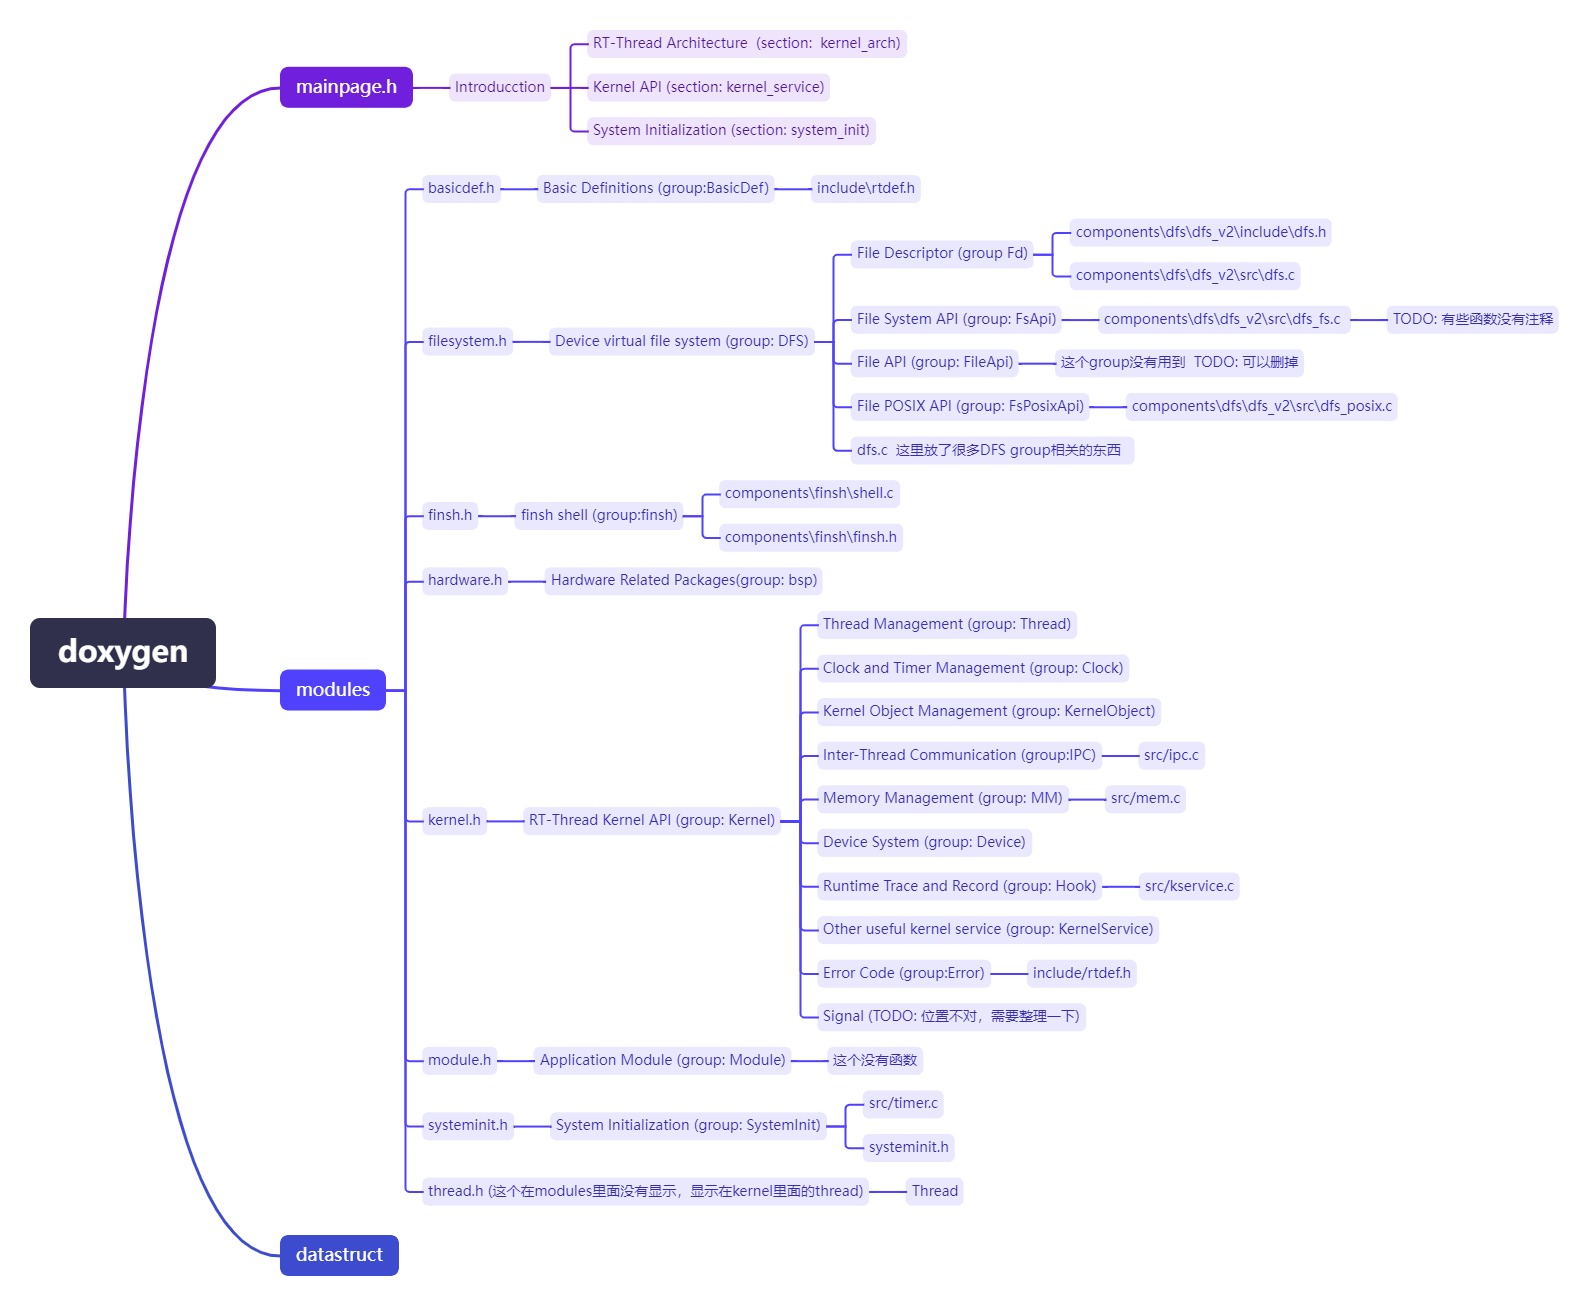 doxygen
mainpage.h
Introducction
RT-Thread Architecture (section: kernel_arch)
Kernel API (section: kernel_service)
System Initialization (section: system_init)
modules
basicdef.h
Basic Definitions (group:BasicDef)
include\rtdef.h
filesystem.h
Device virtual file system (group: DFS)
File Descriptor (group Fd)
components\dfs\dfs_v2\include\dfs.h
components\dfs\dfs_v2\src\dfs.c
File System API (group: FsApi)
components\dfs\dfs_v2\src\dfs_fs.c
TODO: 有些函数没有注释
File API (group: FileApi)
这个group没有用到 TODO: 可以删掉
File POSIX API (group: FsPosixApi)
components\dfs\dfs_v2\src\dfs_posix.c
dfs.c 这里放了很多DFS group相关的东西
finsh.h
finsh shell (group:finsh)
components\finsh\shell.c
components\finsh\finsh.h
hardware.h
Hardware Related Packages(group: bsp)
kernel.h
RT-Thread Kernel API (group: Kernel)
Thread Management (group: Thread)
Clock and Timer Management (group: Clock)
Kernel Object Management (group: KernelObject)
Inter-Thread Communication (group:IPC)
src/ipc.c
Memory Management (group: MM)
src/mem.c
Device System (group: Device)
Runtime Trace and Record (group: Hook)
src/kservice.c
Other useful kernel service (group: KernelService)
Error Code (group:Error)
include/rtdef.h
Signal (TODO: 位置不对，需要整理一下)
module.h
Application Module (group: Module)
这个没有函数
systeminit.h
System Initialization (group: SystemInit)
src/timer.c
systeminit.h
thread.h (这个在modules里面没有显示，显示在kernel里面的thread)
Thread
datastruct